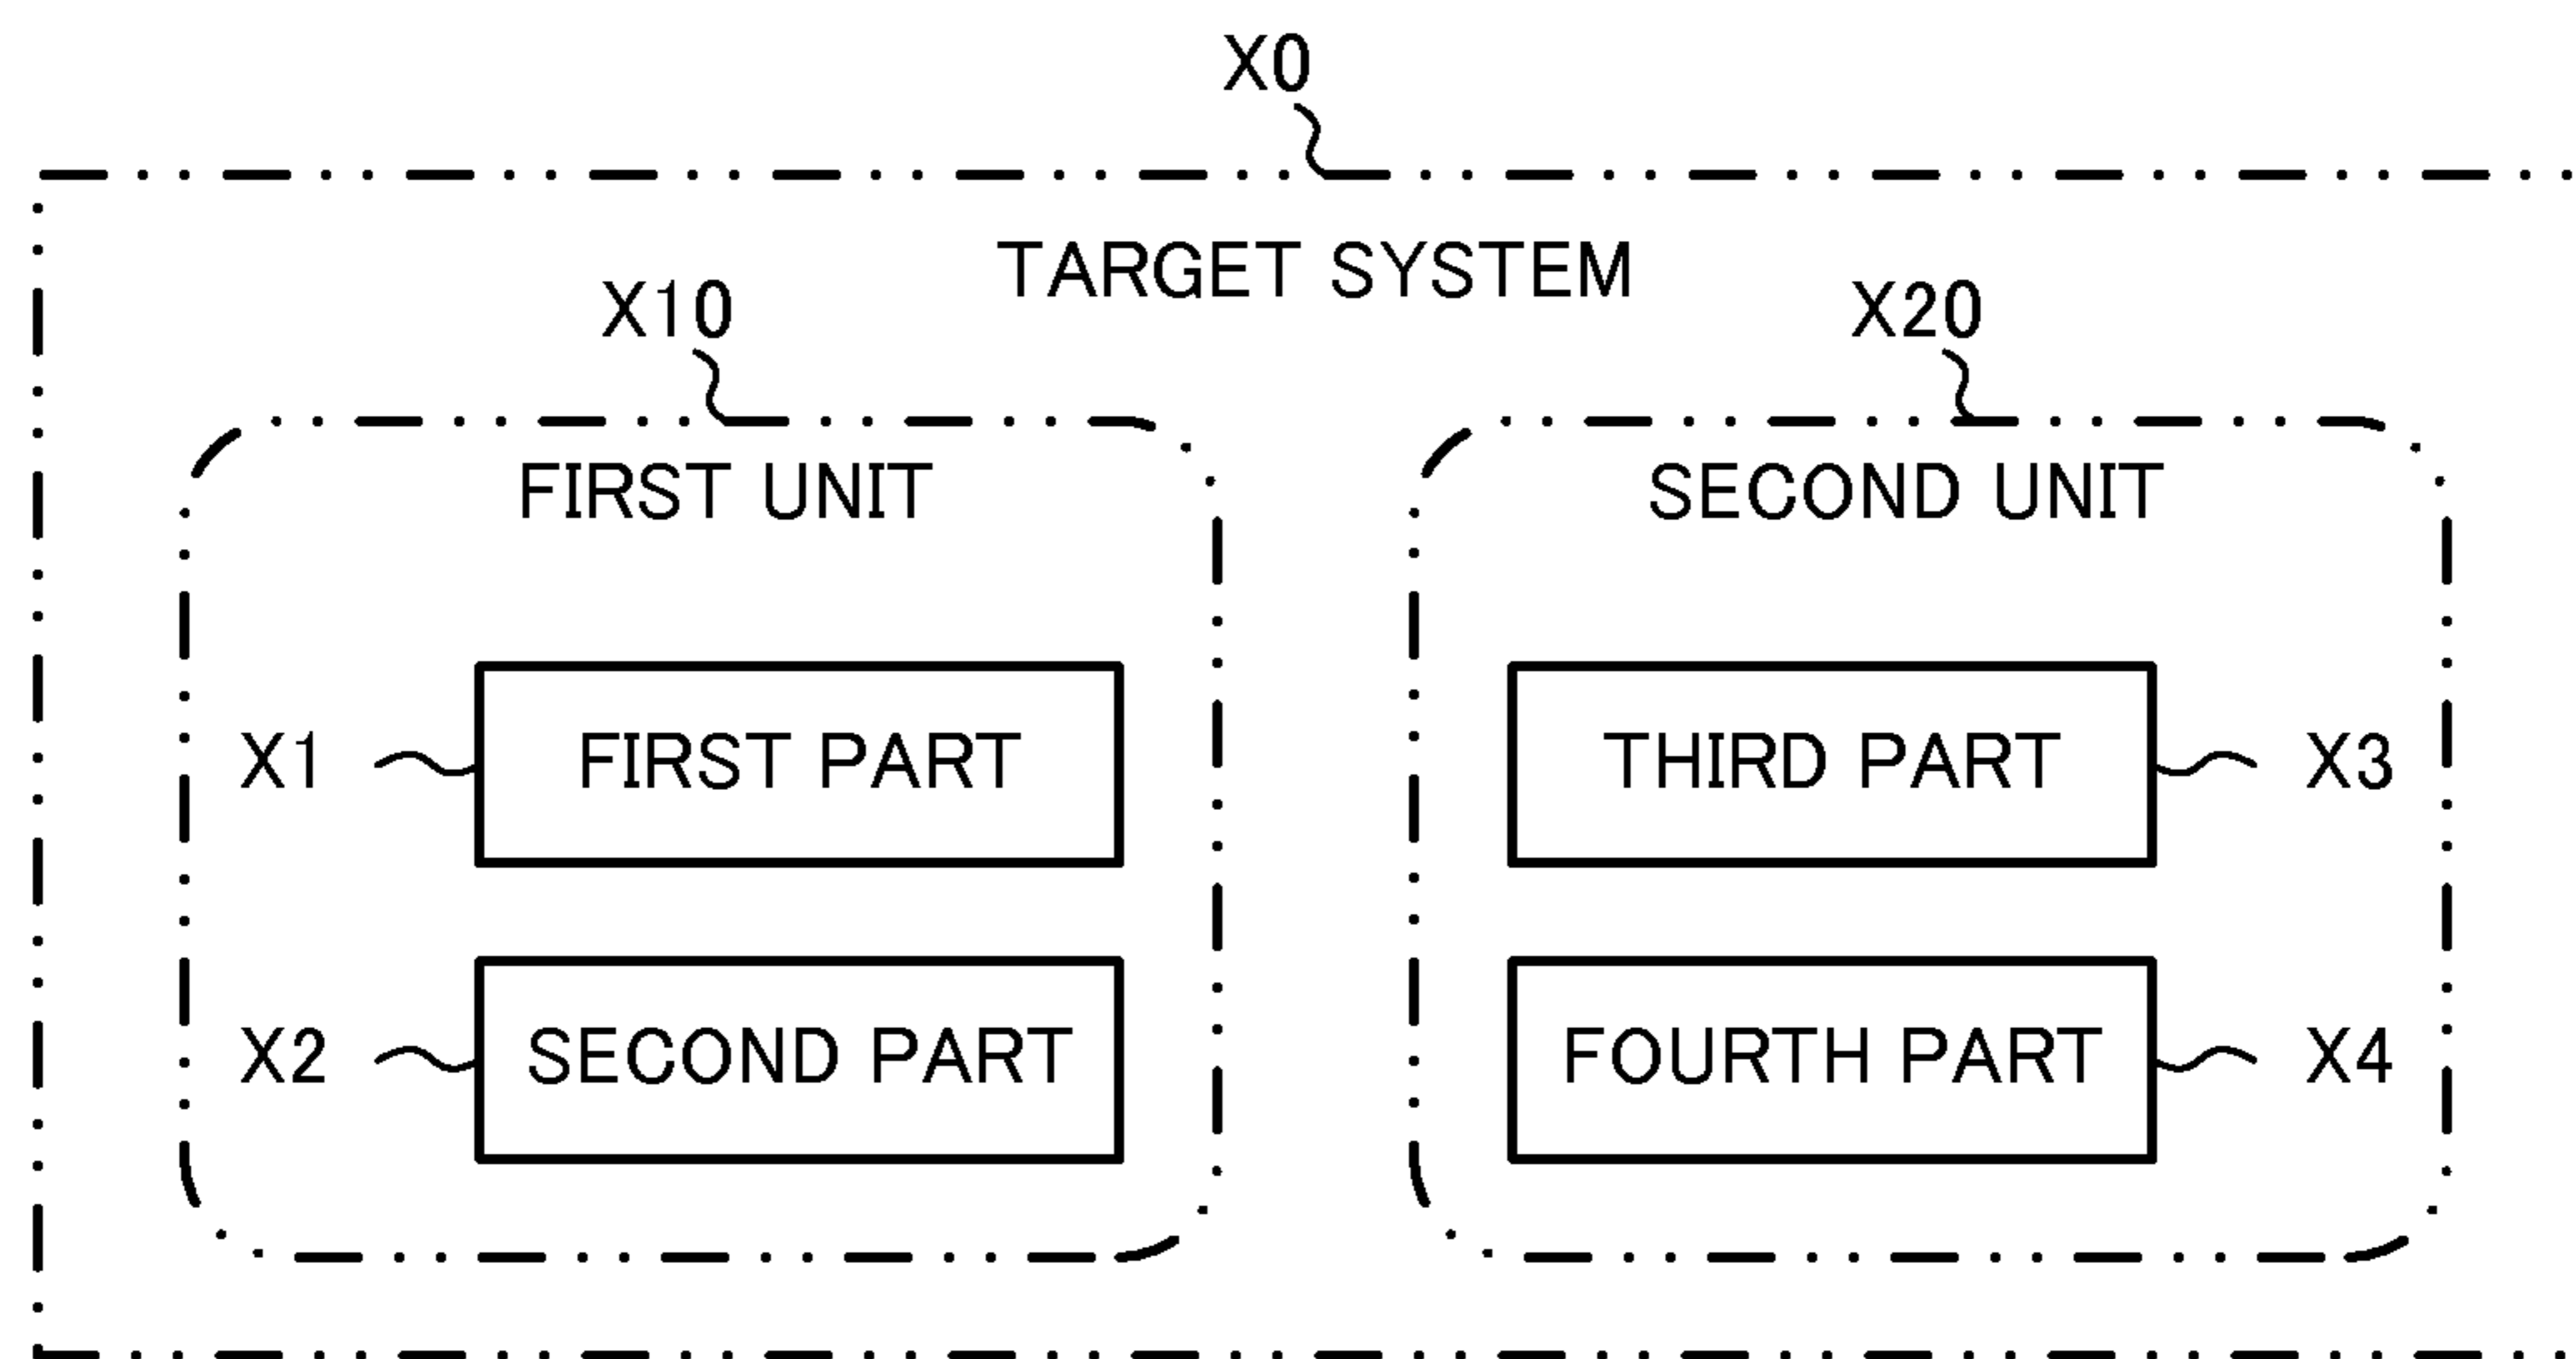 X0
TARGET SYSTEM
X10
X20
FIRST UNIT
SECOND UNIT
X1
FIRST PART
THIRD PART
X3
X2
SECOND PART
FOURTH PART
X4